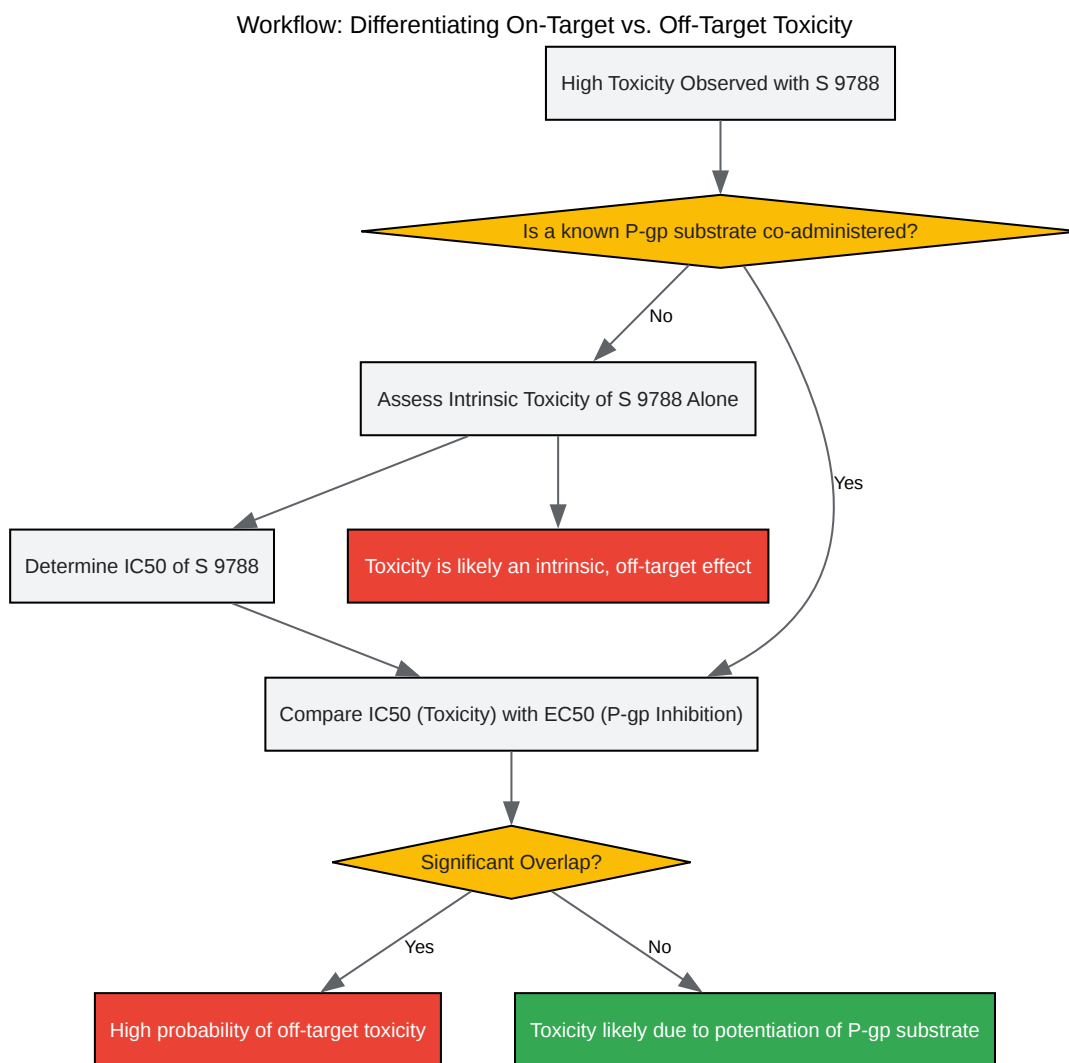 Workflow: Differentiating On-Target vs. Off-Target Toxicity
High Toxicity Observed with S 9788
Is a known P-gp substrate co-administered?
No
Assess Intrinsic Toxicity of S 9788 Alone
Yes
Determine IC50 of S 9788
Toxicity is likely an intrinsic, off-target effect
Compare IC50 (Toxicity) with EC50 (P-gp Inhibition)
Significant Overlap?
Yes
No
High probability of off-target toxicity
Toxicity likely due to potentiation of P-gp substrate